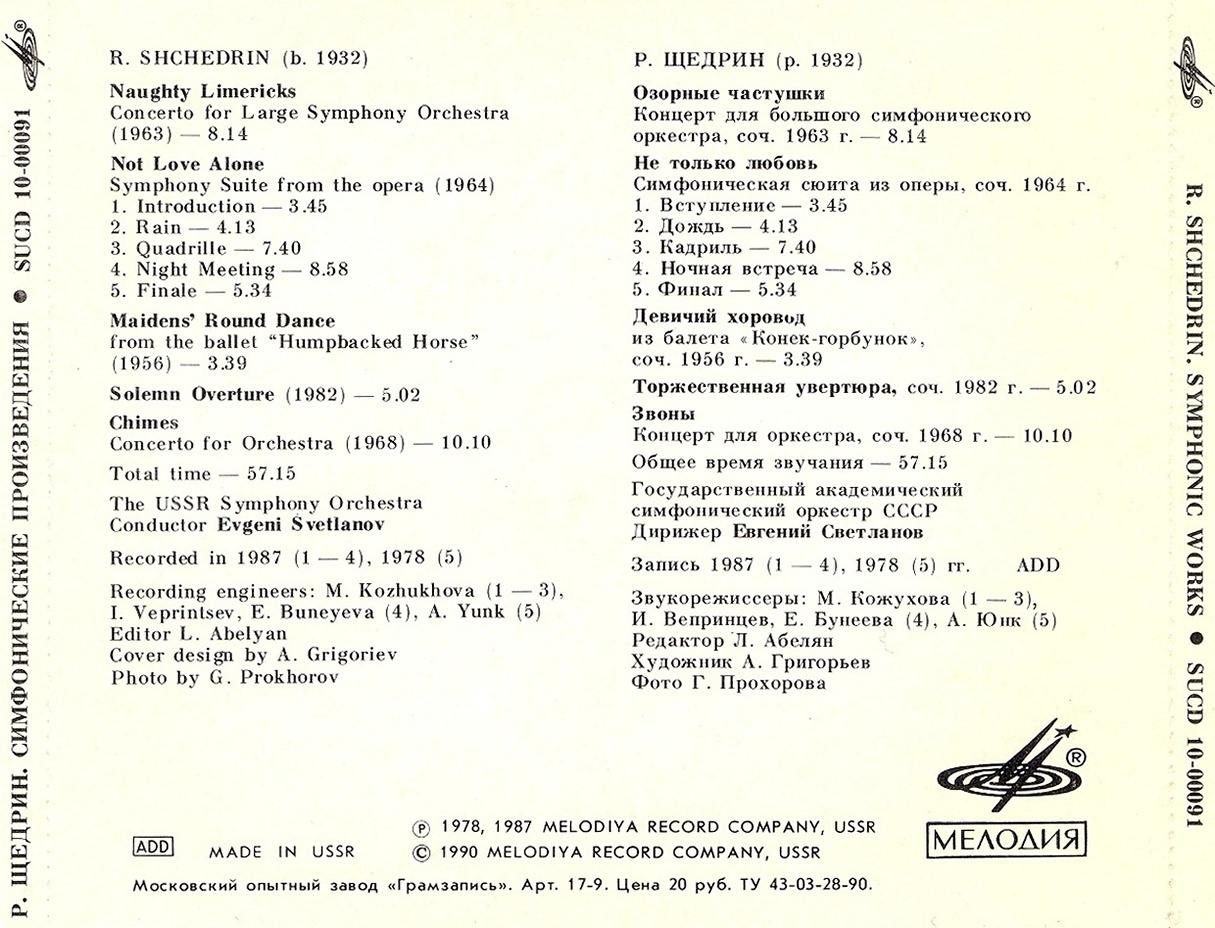 R. SHCHEDRIN (b. 1932)
Naughty Limericks
Concerto for Large Symphony Orchestra
(1963) — 8.14
Not Love Alone
Symphony Suite from the opera (1964)
1. Introduction — 3.45
2. Rain — 4.13
3. Quadrille — 7.40
4. Night Meeting — 8.58
5. Finale — 5.34
Maidens’ Round Dance
from the ballet “Humpbacked Horse”
(1956) — 3.39
Solemn Overture (1982) — 5.02
Chimes
Concerto for Orchestra (1968) — 10.10
Total time — 57.15
The USSR Symphony Orchestra
Conductor Evgeni Svetlanov
Recorded in 1987 (1 — 4), 1978 (5)
Recording engineers: M. Kozhukhova (1 — 3),
I. Veprintsev, E. Buneyeva (4), A. Yunk (5)
Editor L. Abelyan
Cover design by A. Grigoriev
Photo by G. Prokhorov
Р. ЩЕДРИН (р. 1932)
Озорные частушки
Концерт для большого симфонического
оркестра, соч. 1963 г. — 8.14
Не только любовь
Симфоническая сюита из оперы, соч. 1964 г.
1. Вступление — 3.45
2. Дождь — 4.13
3. Кадриль — 7.40
4. Ночная встреча — 8.58
5. Финал — 5.34
Девичий хоровод
из балета «Конек-горбунок»,
соч. 1956 г. — 3.39
Торжественная увертюра, соч. 1982 г. — 5.02
Звоны
Концерт для оркестра, соч. 1968 г. — 10.10
Общее время звучания — 57.15
Государственный академический
симфонический оркестр СССР
Дирижер Евгений Светланов
Запись 1987 (1 — 4), 1978 (5) гг. ADD
Звукорежиссеры: М. Кожухова (1 — 3),
И. Вепринцев, Е. Бунеева (4), А. Юнк (5)
Редактор Л. Абелян
Художник А. Григорьев
Фото Г. Прохорова
®
МЕЛОДИЯ
℗ 1978, 1987 MELODIYA RECORD COMPANY, USSR
ADD MADE IN USSR © 1990 MELODIYA RECORD COMPANY, USSR
Московский опытный завод «Грамзапись». Арт. 17-9. Цена 20 руб. ТУ 43-03-28-90.
Р. ЩЕДРИН. СИМФОНИЧЕСКИЕ ПРОИЗВЕДЕНИЯ ● SUCD 10-00091 ®
® R. SHCHEDRIN. SYMPHONIC WORKS ● SUCD 10-00091